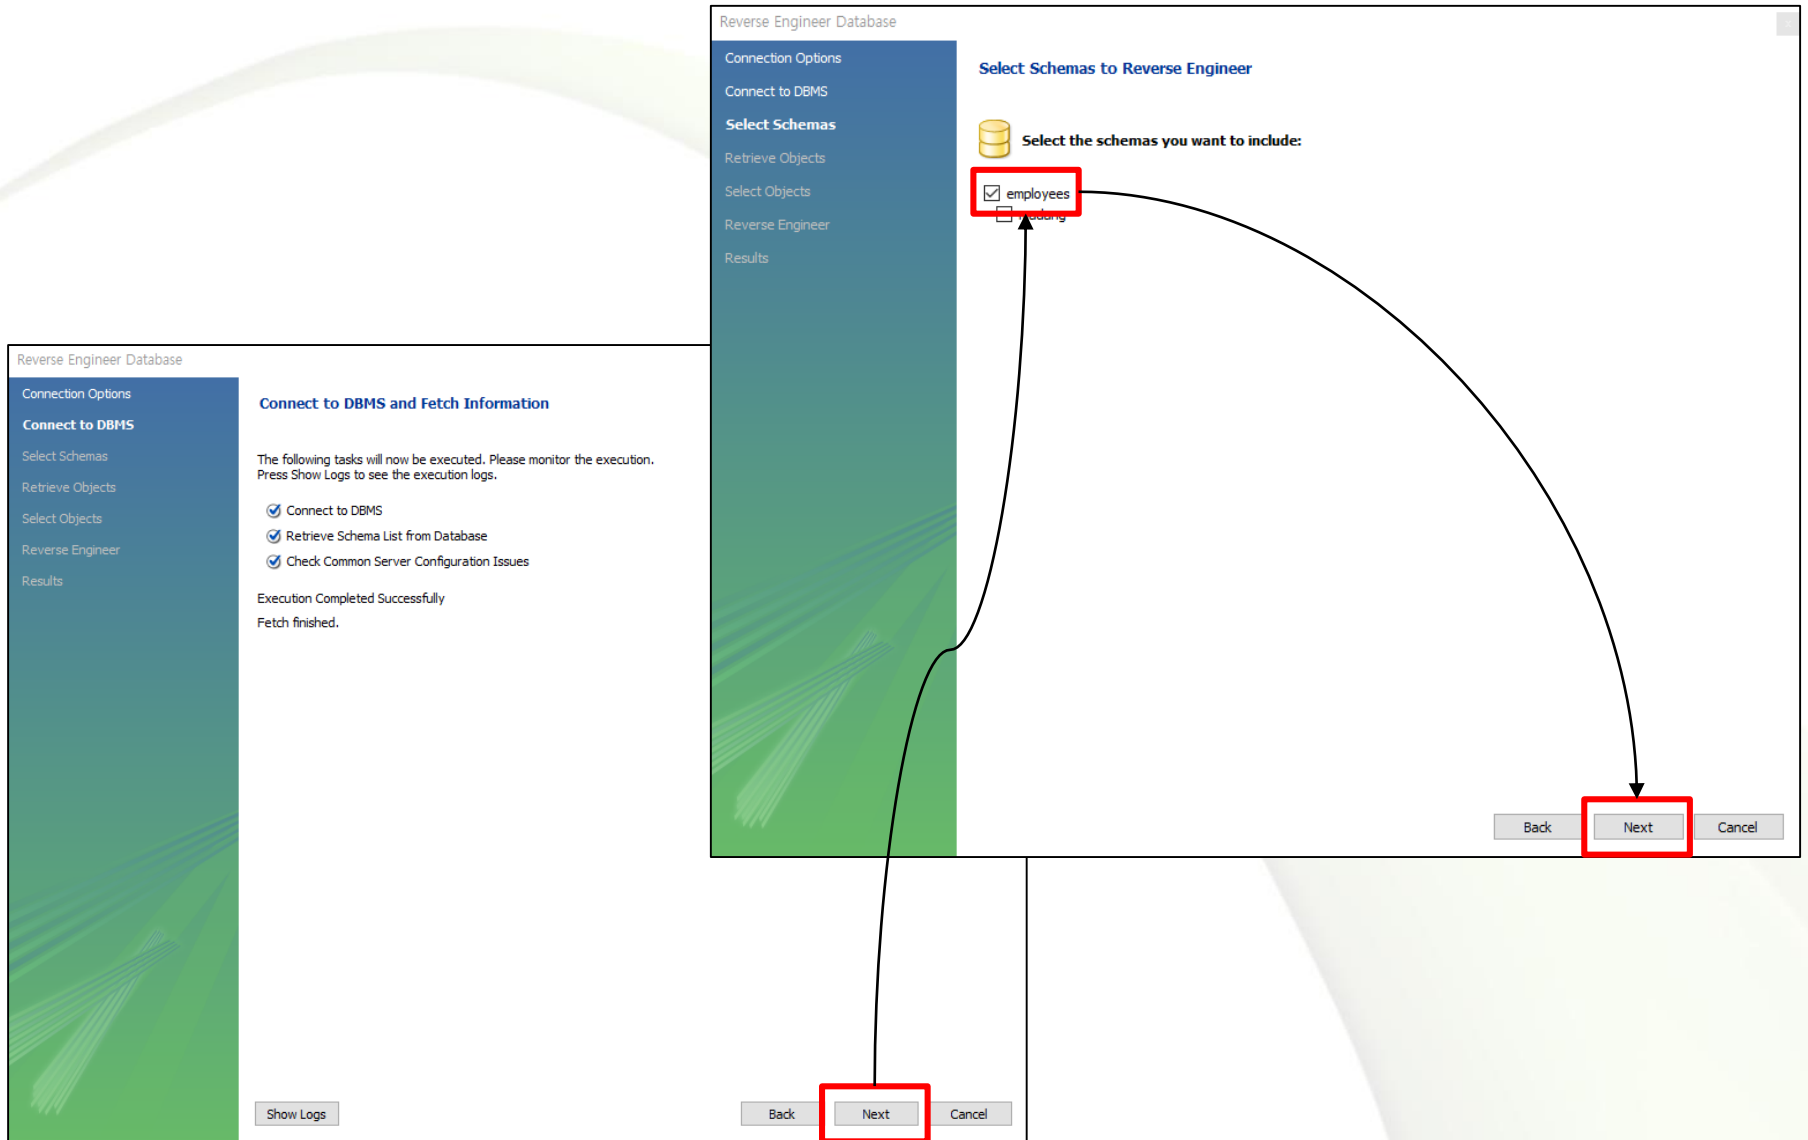 Reverse Engineer Database
Connection Options
Connect to DBMS
Select Schemas
Retrieve Objects
Select Objects
Reverse Engineer
Results
Select Schemas to Reverse Engineer
Select the schemas you want to include:
employees
Back
Next
Cancel
Reverse Engineer Database
Connection Options
Connect to DBMS
Select Schemas
Retrieve Objects
Select Objects
Reverse Engineer
Results
Connect to DBMS and Fetch Information
The following tasks will now be executed. Please monitor the execution.
Press Show Logs to see the execution logs.
Connect to DBMS
Retrieve Schema List from Database
Check Common Server Configuration Issues
Execution Completed Successfully
Fetch finished.
Show Logs
Back
Next
Cancel